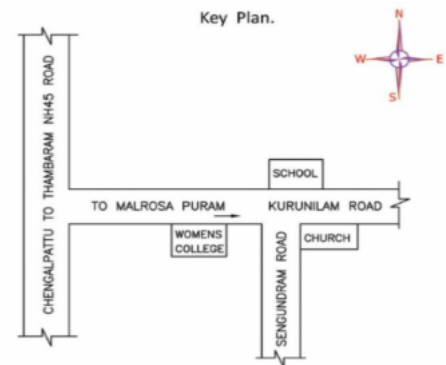 Key Plan.
N
W
E
S
CHENGALPATTU TO THAMBARAM NH45 ROAD
SCHOOL
TO MALROSA PURAM
KURUNILAM ROAD
WOMENS
COLLEGE
SENGUNDRAM ROAD
CHURCH